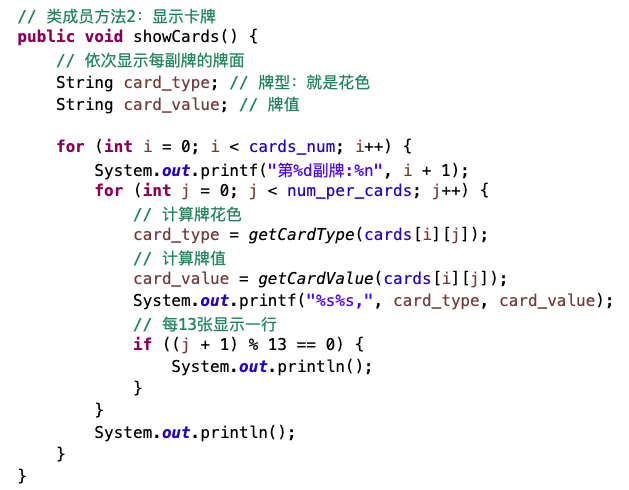 // 类成员方法2：显示卡牌
public void showCards() {
    // 依次显示每副牌的牌面
    String card_type; // 牌型：就是花色
    String card_value; // 牌值

    for (int i = 0; i < cards_num; i++) {
        System.out.printf("第%d副牌:%n", i + 1);
        for (int j = 0; j < num_per_cards; j++) {
            // 计算牌花色
            card_type = getCardType(cards[i][j]);
            // 计算牌值
            card_value = getCardValue(cards[i][j]);
            System.out.printf("%s%s,", card_type, card_value);
            // 每13张显示一行
            if ((j + 1) % 13 == 0) {
                System.out.println();
            }
        }
        System.out.println();
    }
}